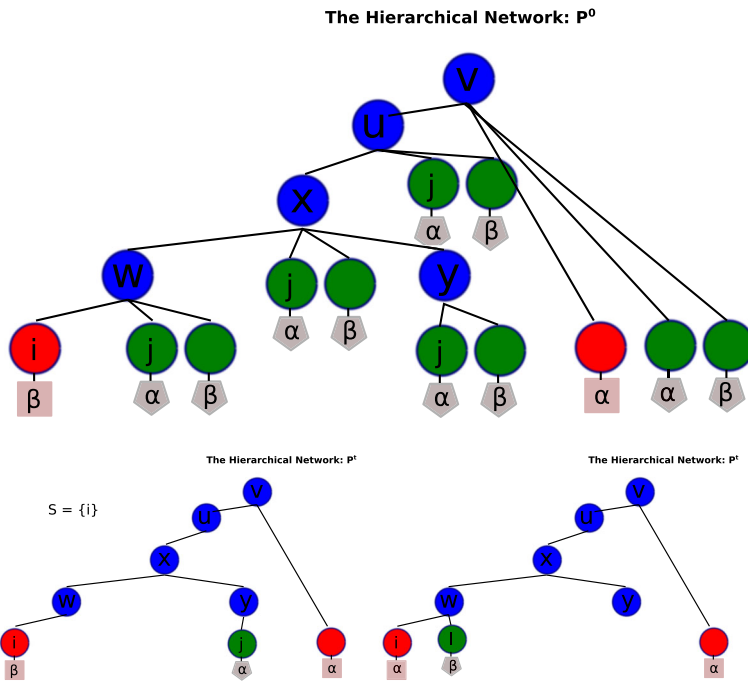 The Hierarchical Network: P⁰
v
u
x
j
α
β
w
j
α
β
y
i
β
j
α
β
j
α
β
α
α
β
The Hierarchical Network: Pᵗ
S = {i}
v
u
x
w
y
i
β
j
α
α
The Hierarchical Network: Pᵗ
v
u
x
w
y
i
α
l
β
α